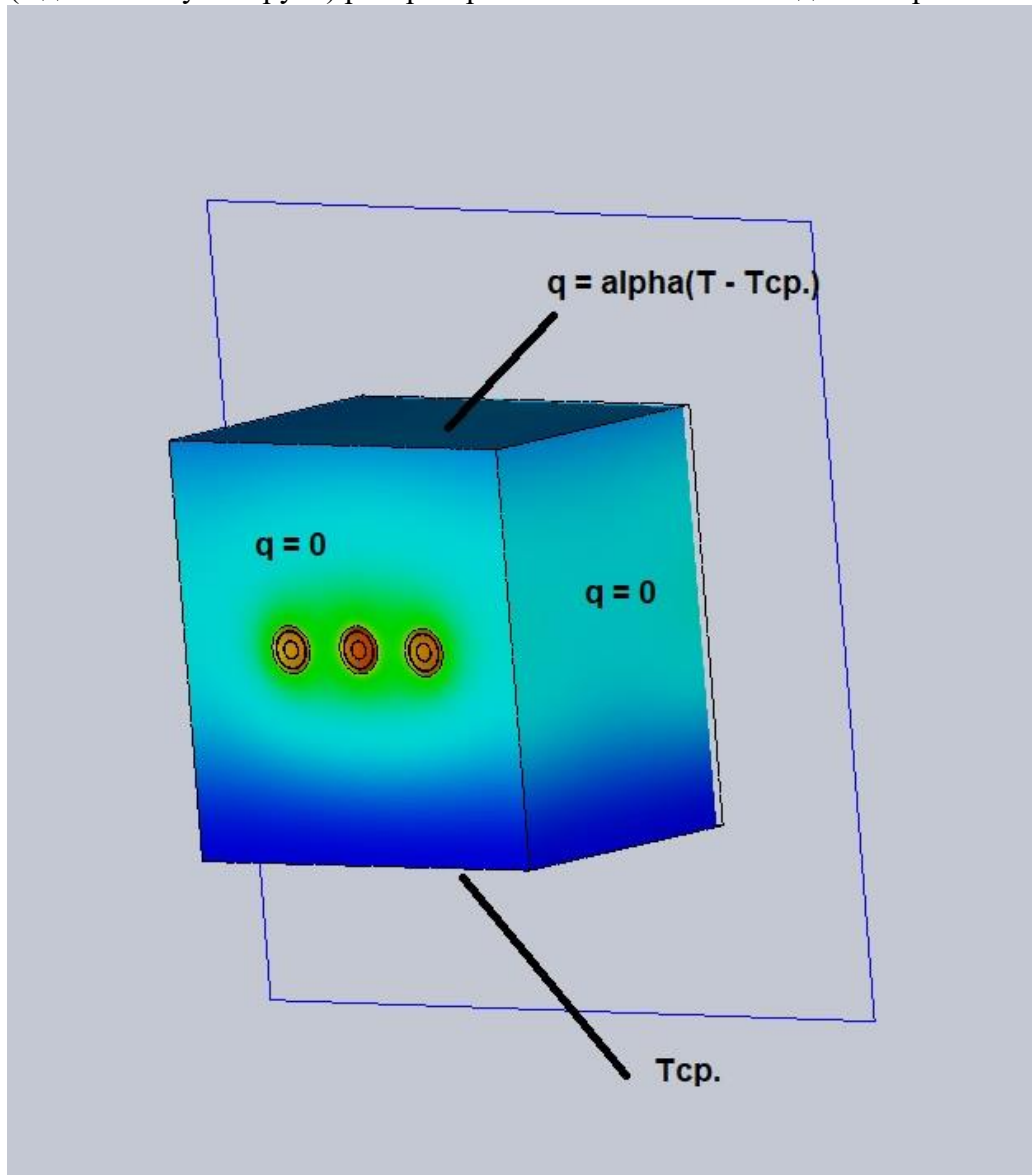 q = alpha(T - Tcp.)
q = 0
q = 0
Tcp.